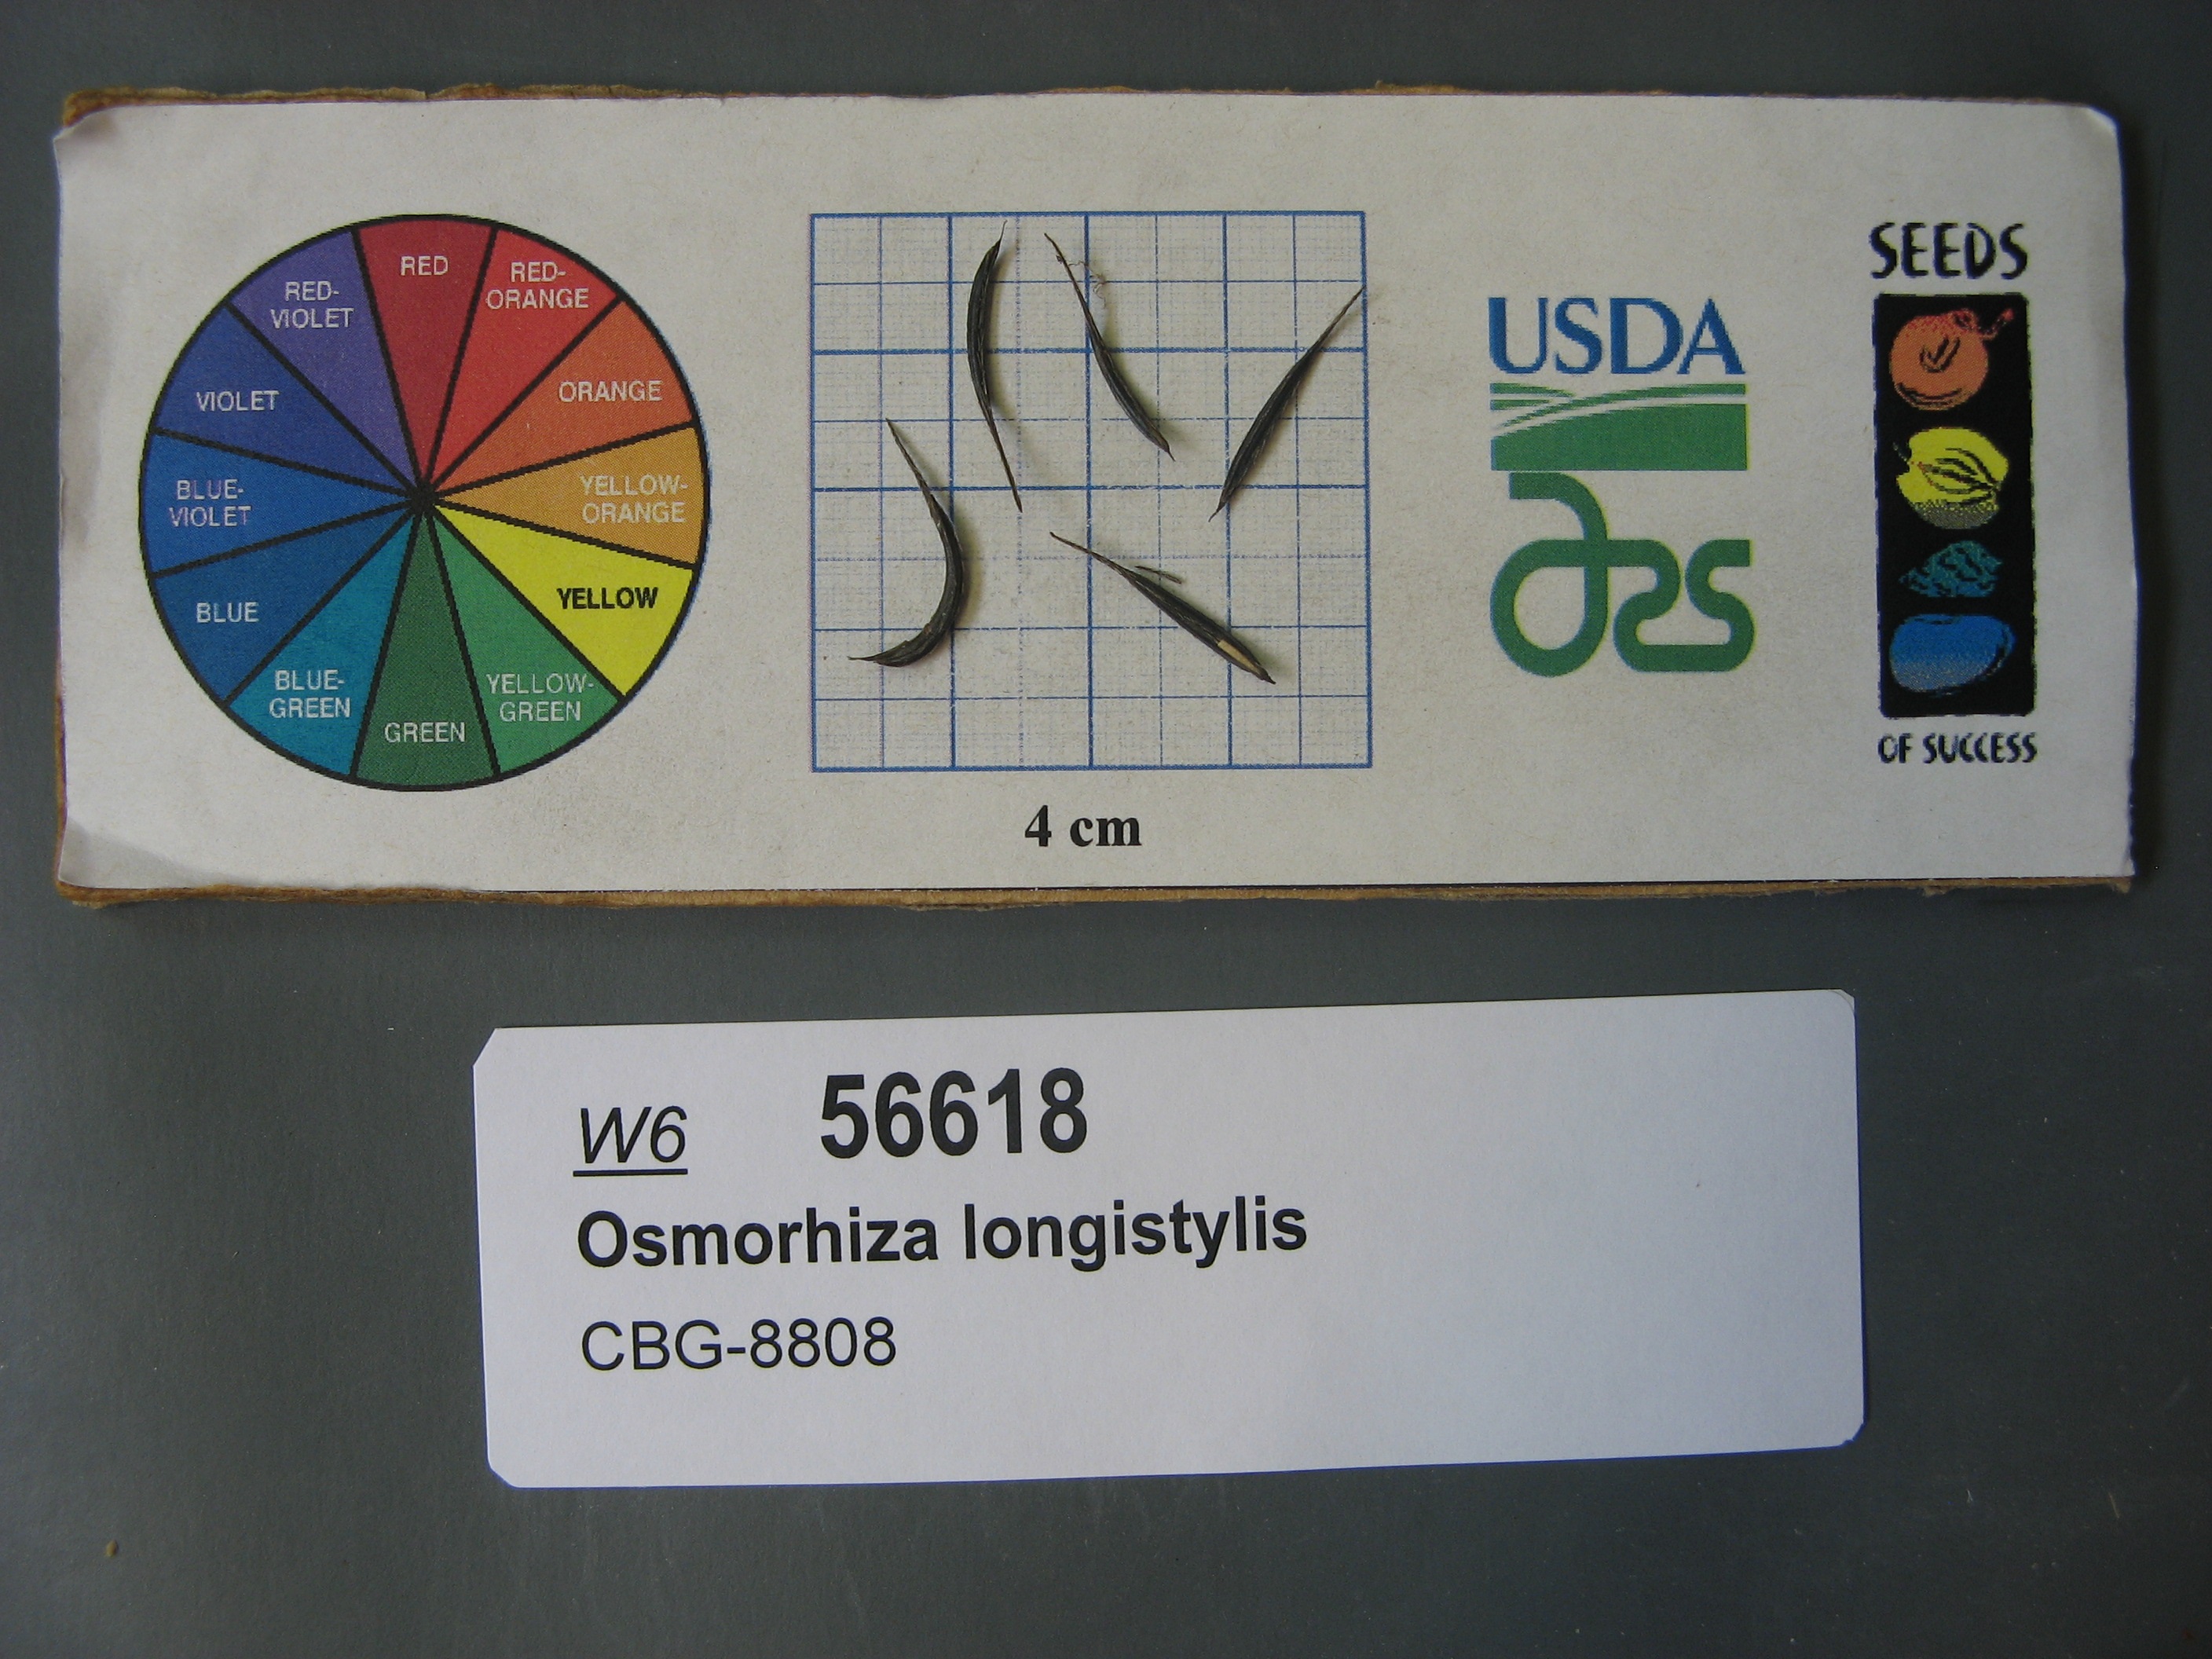 RED
RED-
ORANGE
ORANGE
YELLOW-
ORANGE
YELLOW
YELLOW-
GREEN
GREEN
BLUE-
GREEN
BLUE
BLUE-
VIOLET
VIOLET
RED-
VIOLET
4 cm
USDA
ars
SEEDS
OF SUCCESS
W6 56618
Osmorhiza longistylis
CBG-8808